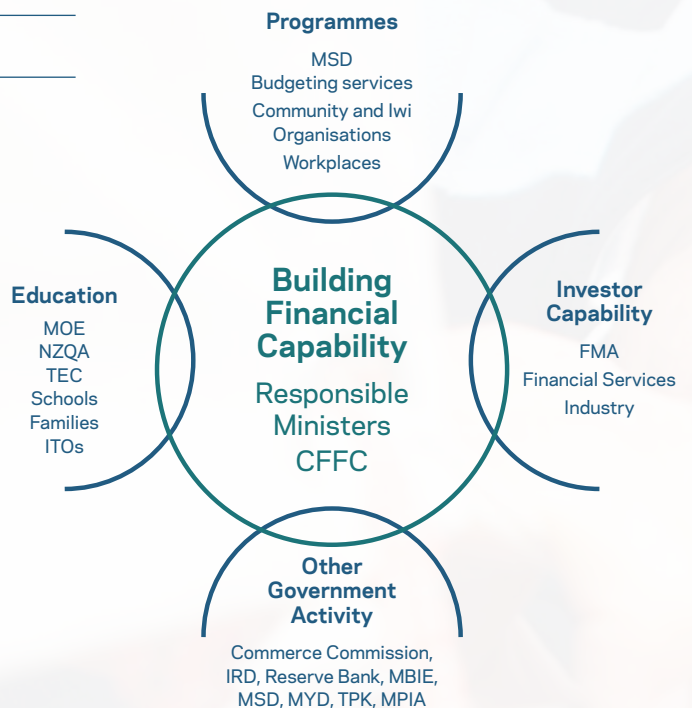 Programmes
MSD
Budgeting services
Community and Iwi
Organisations
Workplaces
Education
MOE
NZQA
TEC
Schools
Families
ITOs
Building
Financial
Capability
Responsible
Ministers
CFFC
Investor
Capability
FMA
Financial Services
Industry
Other
Government
Activity
Commerce Commission,
IRD, Reserve Bank, MBIE,
MSD, MYD, TPK, MPIA